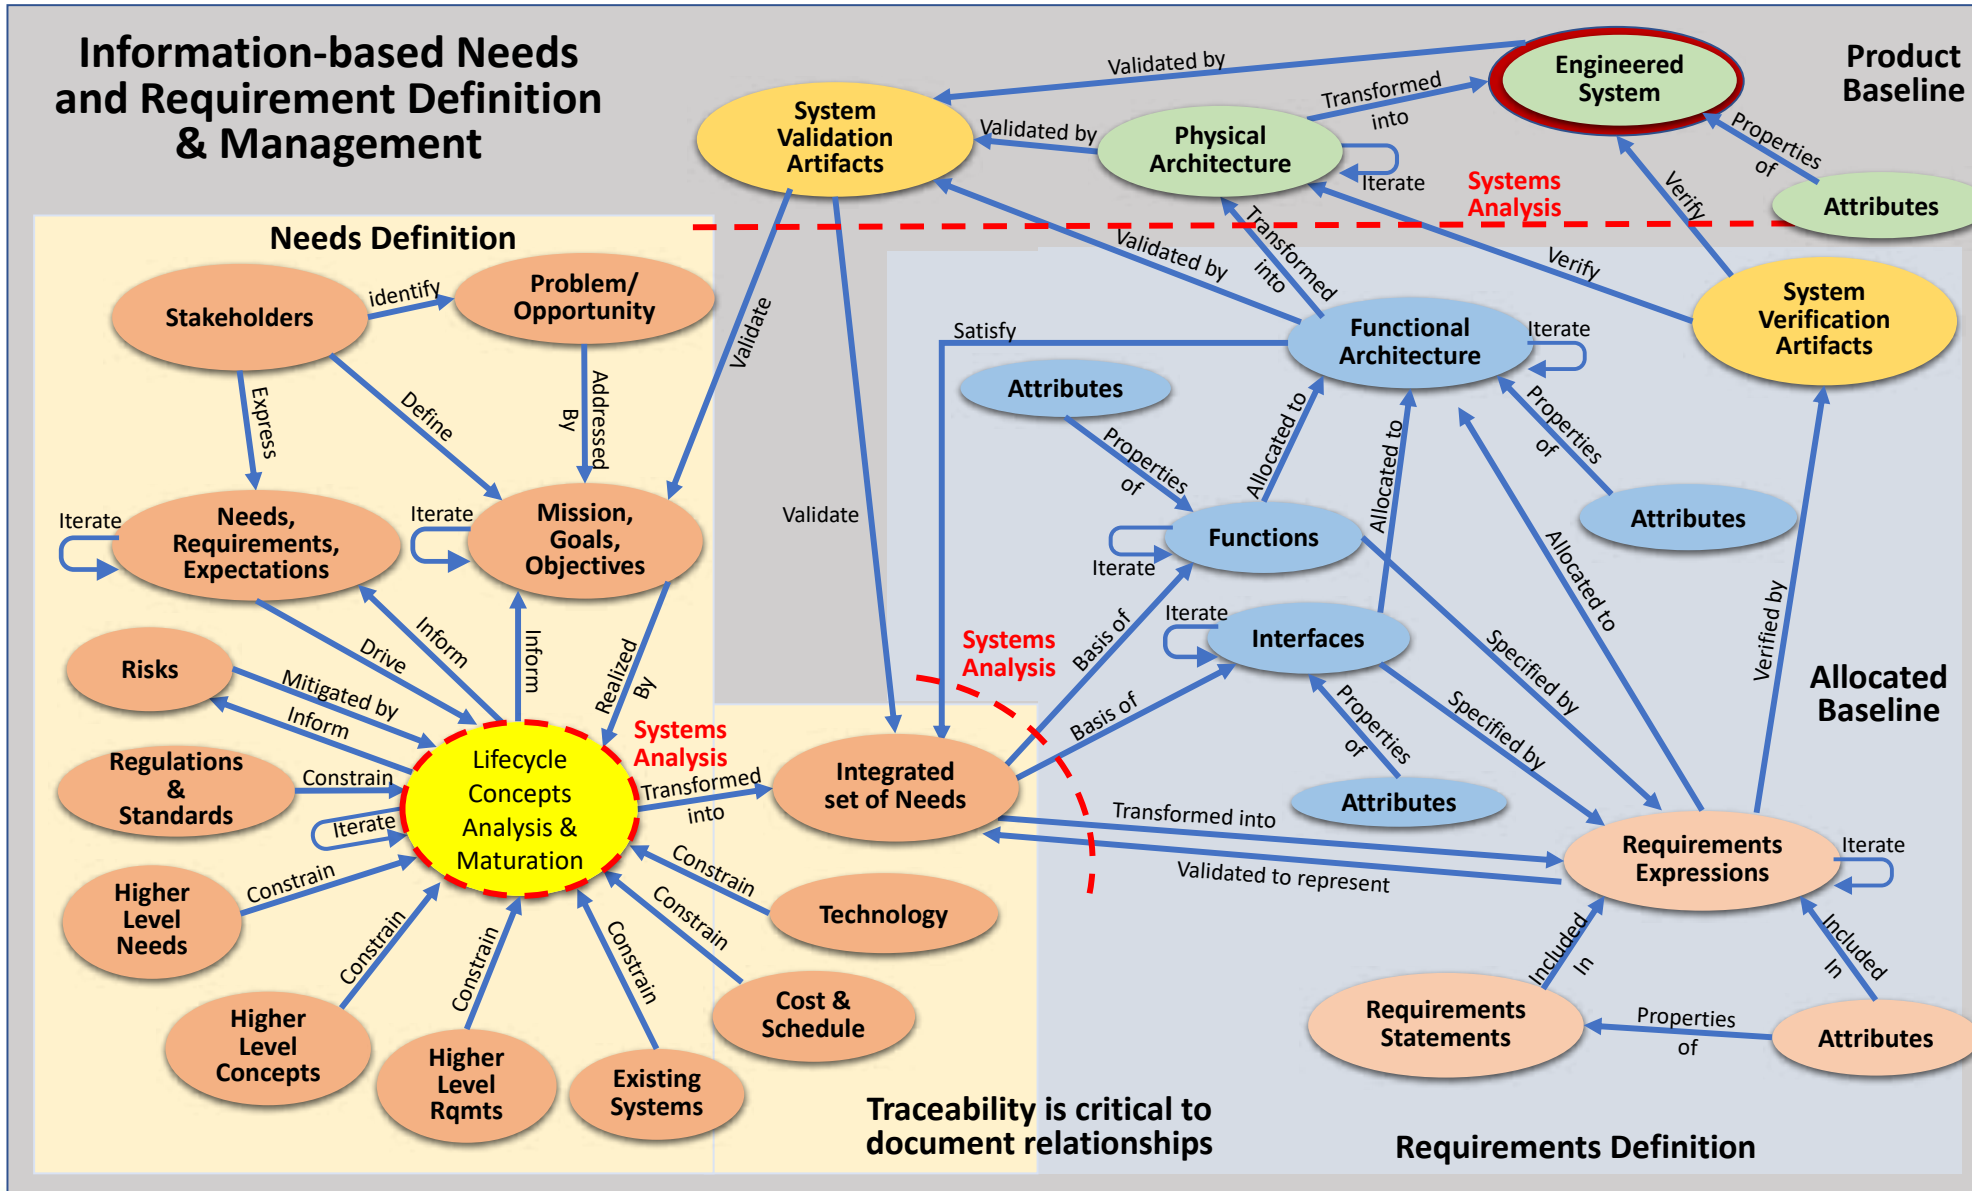 Information-based Needs
and Requirement Definition
& Management
Product
Baseline
Engineered
System
Validated by
Transformed
into
System
Validation
Artifacts
Validated by
Physical
Architecture
Iterate
Properties
of
Attributes
Systems
Analysis
Verify
Verify
Validated by
Transformed
into
System
Verification
Artifacts
Needs Definition
Stakeholders
identify
Problem/
Opportunity
Validate
Express
Define
Addressed
By
Satisfy
Functional
Architecture
Iterate
Attributes
Properties
of
Allocated to
Allocated to
Properties
of
Attributes
Iterate
Needs,
Requirements,
Expectations
Iterate
Mission,
Goals,
Objectives
Validate
Functions
Iterate
Allocated to
Verified by
Drive
Inform
Inform
Realized
By
Systems
Analysis
Basis of
Basis of
Iterate
Interfaces
Specified by
Specified by
Properties
of
Attributes
Allocated
Baseline
Risks
Mitigated by
Inform
Regulations
&
Standards
Constrain
Iterate
Lifecycle
Concepts
Analysis &
Maturation
Systems
Analysis
Transformed
into
Integrated
set of Needs
Transformed into
Validated to represent
Requirements
Expressions
Iterate
Higher
Level
Needs
Constrain
Constrain
Constrain
Constrain
Constrain
Constrain
Technology
Cost &
Schedule
Higher
Level
Concepts
Higher
Level
Rqmts
Existing
Systems
Included
In
Included
In
Requirements
Statements
Properties
of
Attributes
Traceability is critical to
document relationships
Requirements Definition